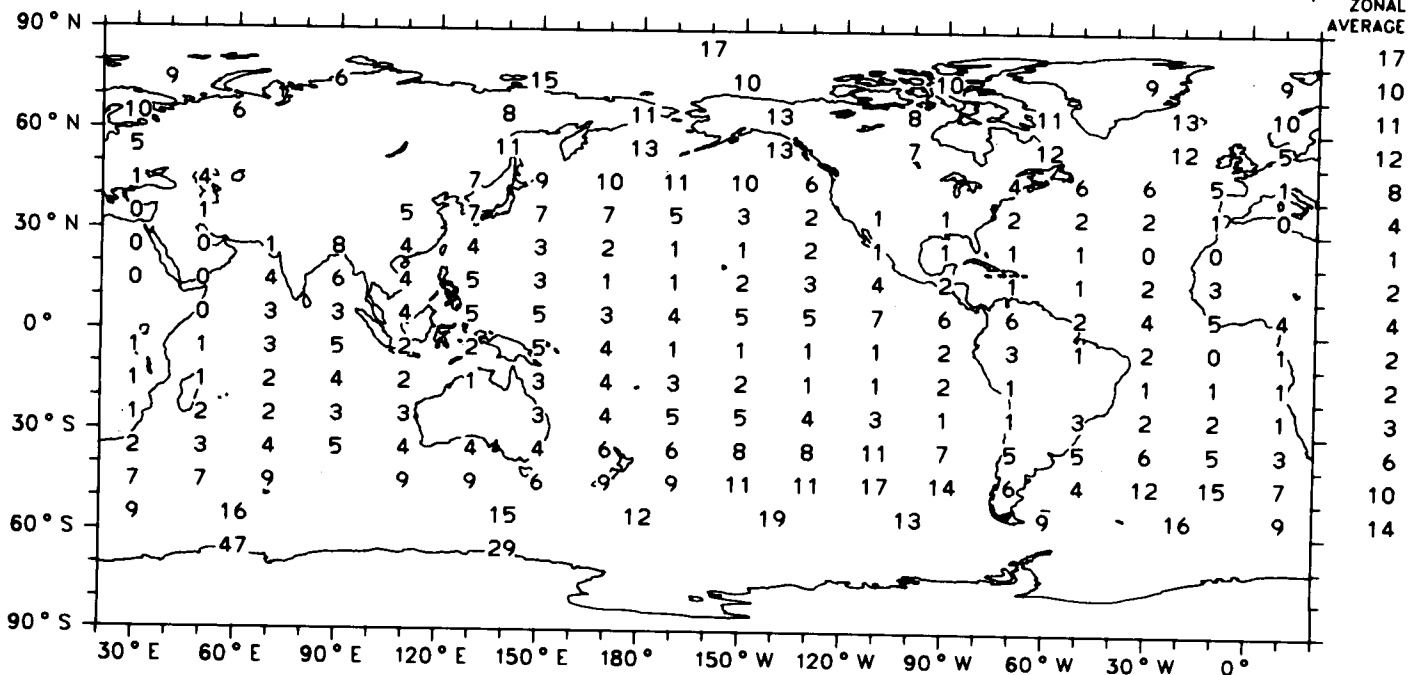 ZONAL
AVERAGE
90° N
17 17
9 6 15 10 10 9 9 10
10 6 8 11 13 8 11 13 10 11
60° N
5 11 13 13 7 12 12 5 12
1 4 0 7 9 10 11 10 6 4 6 6 5 1 8
0 1 5 7 7 7 5 3 2 1 1 2 2 2 1 0 4
30° N
0 0 1 8 4 4 3 2 1 1 2 1 1 1 1 0 0 1
0 0 4 6 4 5 3 1 1 2 3 4 2 1 1 2 3 2
0 3 3 4 5 5 3 4 5 5 7 6 6 2 4 5 4 4
0°
1 1 3 5 2 2 5 4 1 1 1 1 2 3 1 2 0 1 2
1 1 2 4 2 1 3 4 3 2 1 1 2 1 1 1 1 2
1 2 2 3 3 3 4 5 5 4 3 1 1 3 2 2 1 3
30° S
2 3 4 5 4 4 4 4 6 6 8 8 11 7 5 5 6 5 3 6
7 7 9 9 9 6 9 9 11 11 17 14 6 4 12 15 7 10
9 16 15 12 19 13 9 16 9 14
60° S
47 29
90° S
30° E 60° E 90° E 120° E 150° E 180° 150° W 120° W 90° W 60° W 30° W 0°